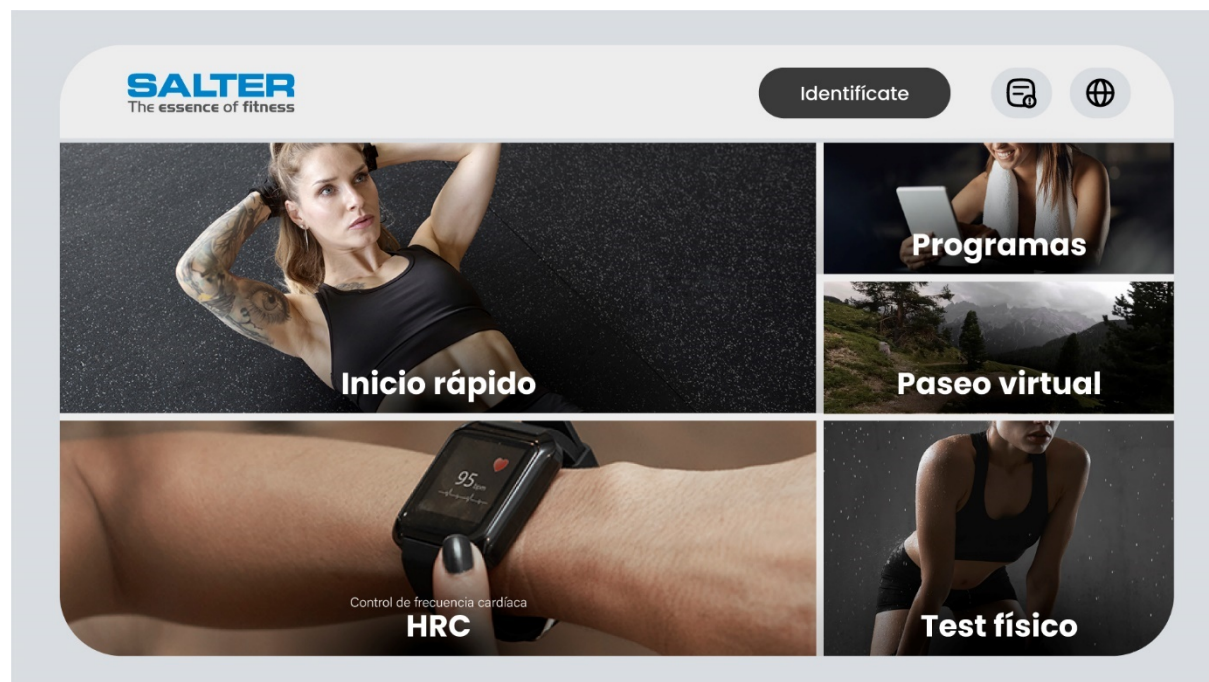 SALTER
The essence of fitness
Identifícate
Inicio rápido
Programas
Paseo virtual
95 bpm
Control de frecuencia cardíaca
HRC
Test físico